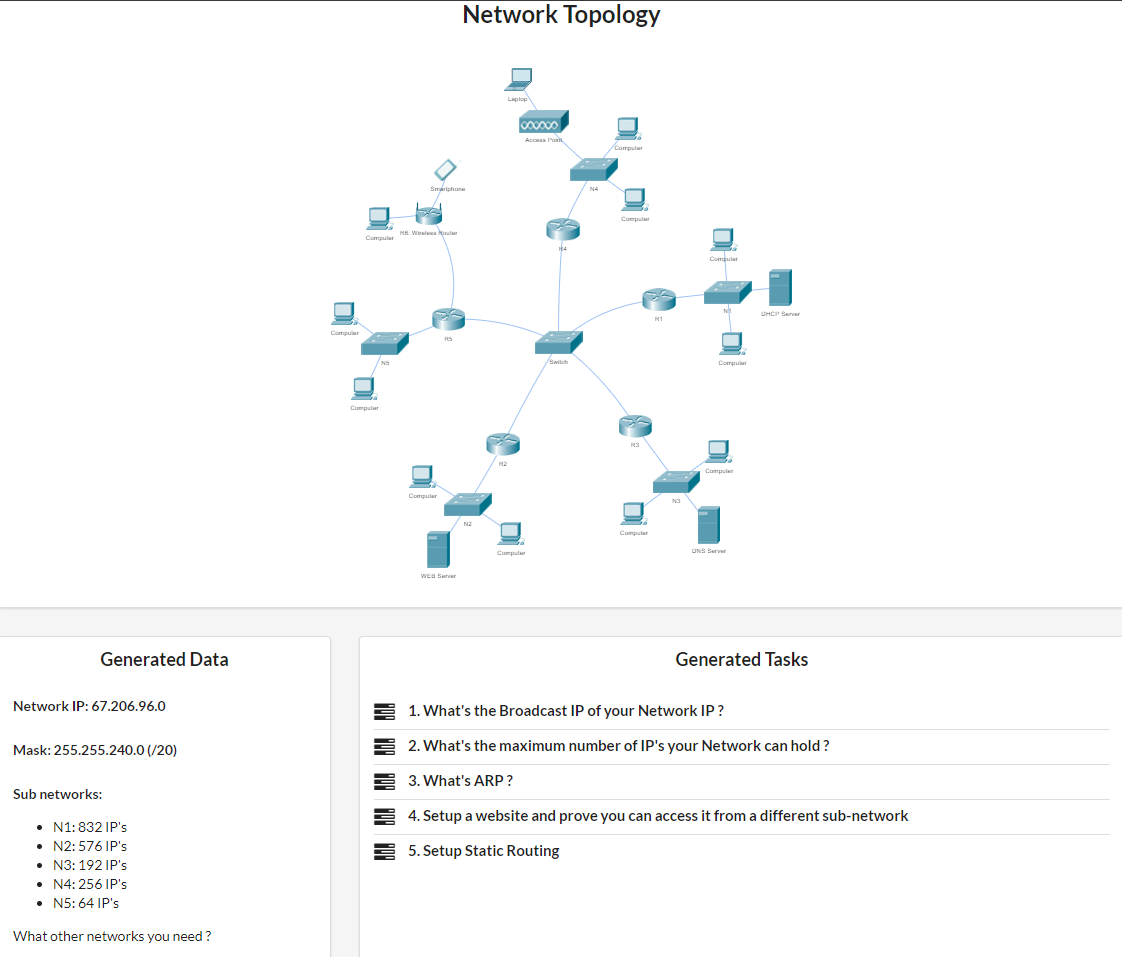 Network Topology
Laptop
Access Point
Computer
Smartphone
N4
Computer
Computer
R6: Wireless Router
R4
Computer
N1
DHCP Server
R1
Computer
R5
Computer
N5
Switch
Computer
Computer
R3
R2
Computer
Computer
N3
N2
Computer
DNS Server
Computer
WEB Server
Generated Data
Network IP: 67.206.96.0
Mask: 255.255.240.0 (/20)
Sub networks:
N1: 832 IP's
N2: 576 IP's
N3: 192 IP's
N4: 256 IP's
N5: 64 IP's
What other networks you need ?
Generated Tasks
1. What's the Broadcast IP of your Network IP ?
2. What's the maximum number of IP's your Network can hold ?
3. What's ARP ?
4. Setup a website and prove you can access it from a different sub-network
5. Setup Static Routing